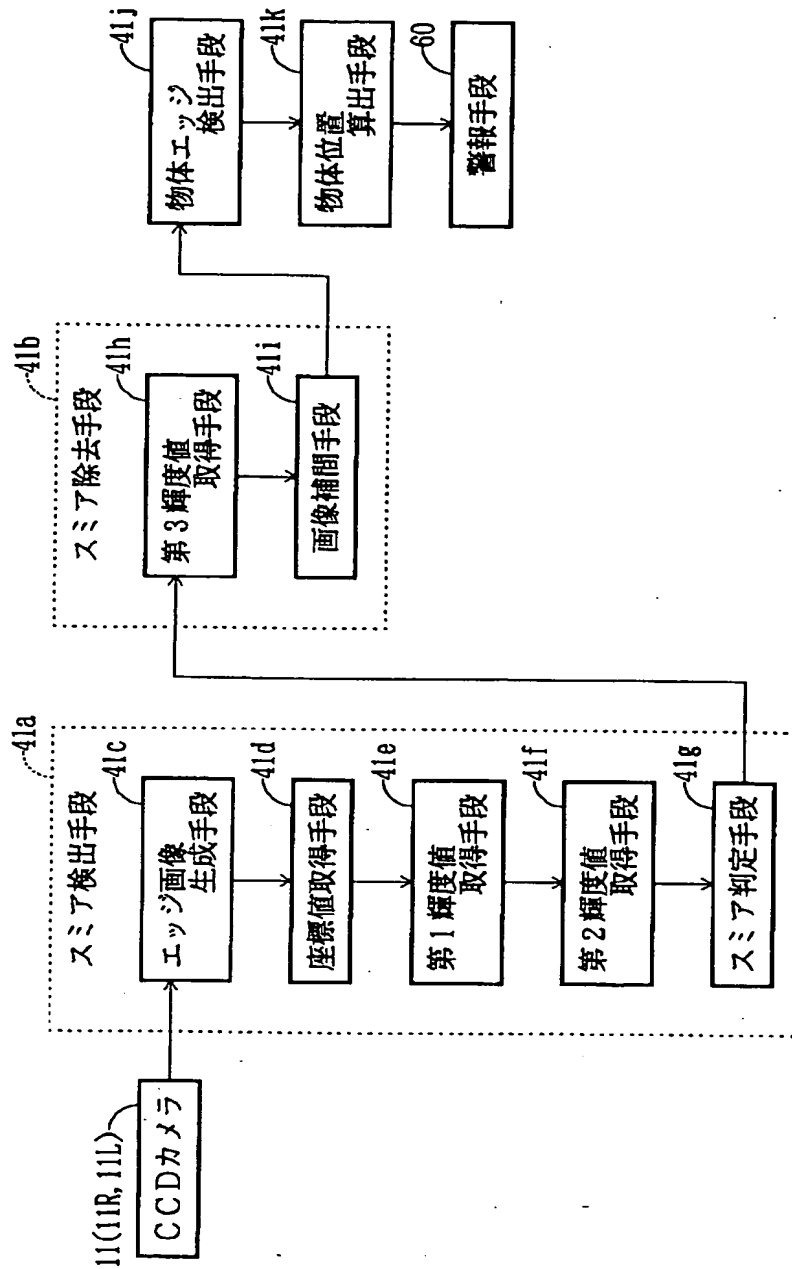 11(11R,11L)
CCDカメラ
41a
スミア検出手段
41c
エッジ画像
生成手段
41d
座標値取得手段
41e
第1輝度値
取得手段
41f
第2輝度値
取得手段
41g
スミア判定手段
41b
スミア除去手段
41h
第3輝度値
取得手段
41i
画像補間手段
41j
物体エッジ
検出手段
41k
物体位置
算出手段
60
警報手段